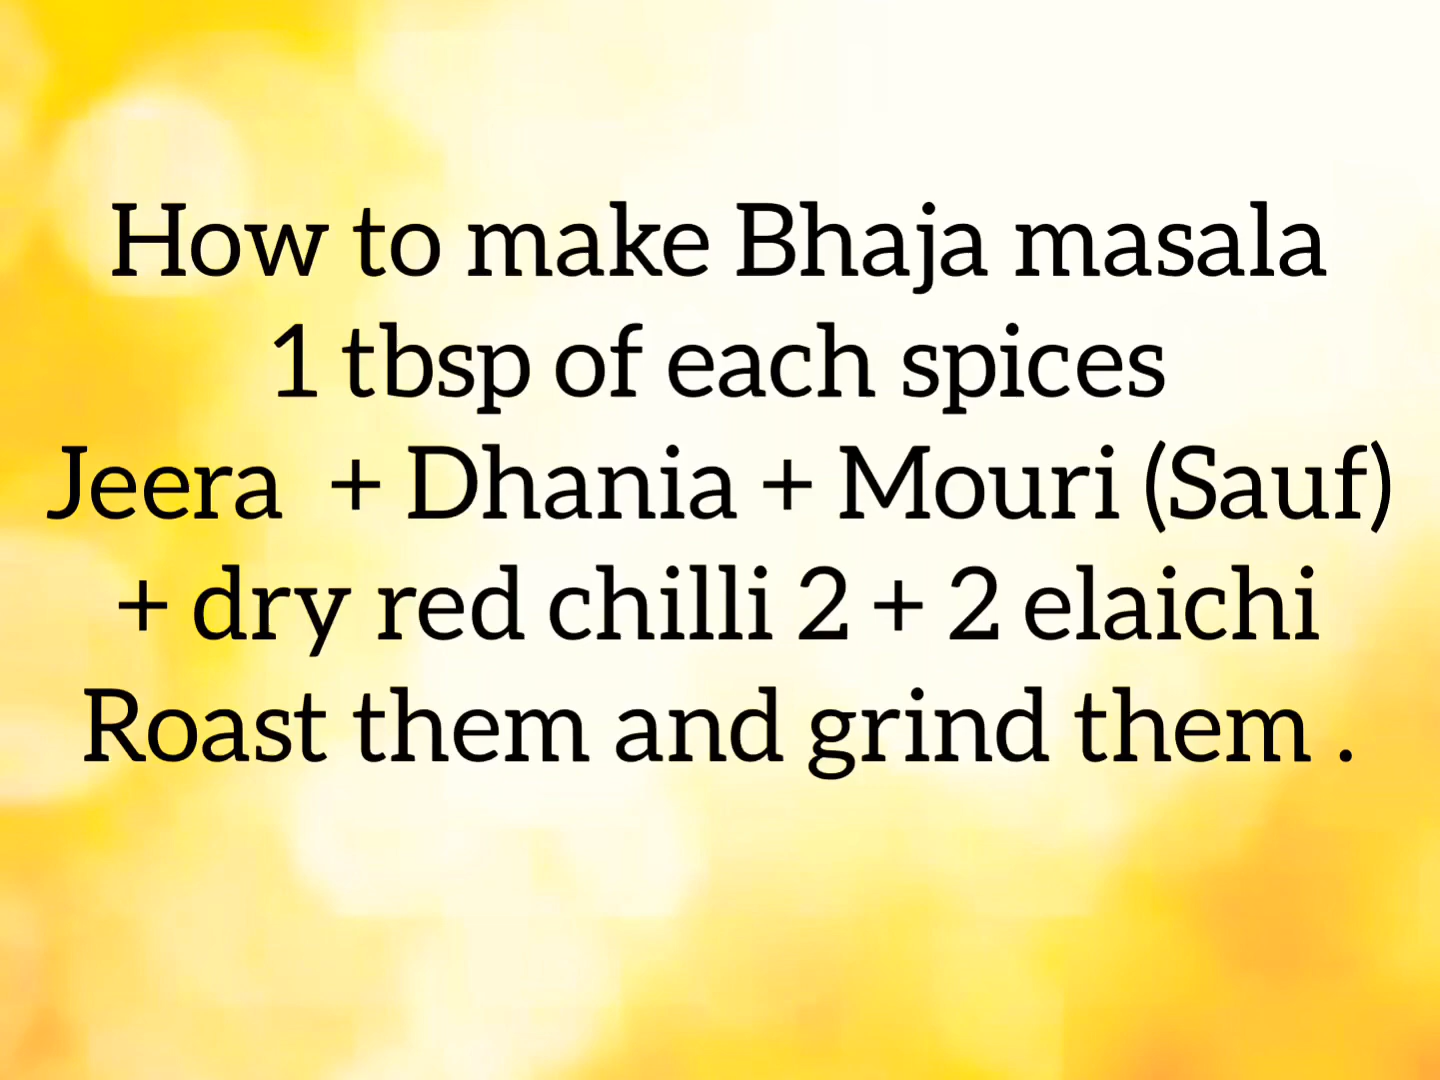 How to make Bhaja masala
1 tbsp of each spices
Jeera + Dhania + Mouri (Sauf)
+ dry red chilli 2 + 2 elaichi
Roast them and grind them .